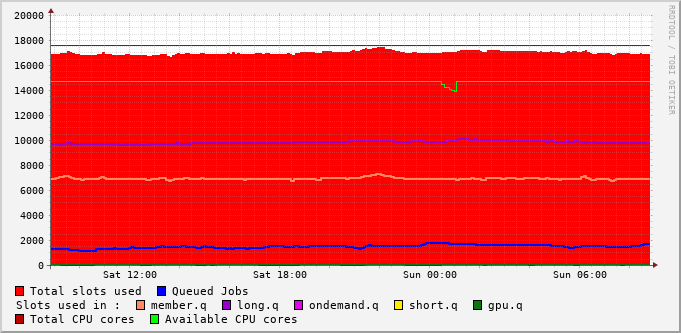 RRDTOOL / TOBI OETIKER
20000
18000
16000
14000
12000
10000
8000
6000
4000
2000
0
Sat 12:00 Sat 18:00 Sun 00:00 Sun 06:00
Total slots used Queued Jobs
Slots used in : member.q long.q ondemand.q short.q gpu.q
Total CPU cores Available CPU cores